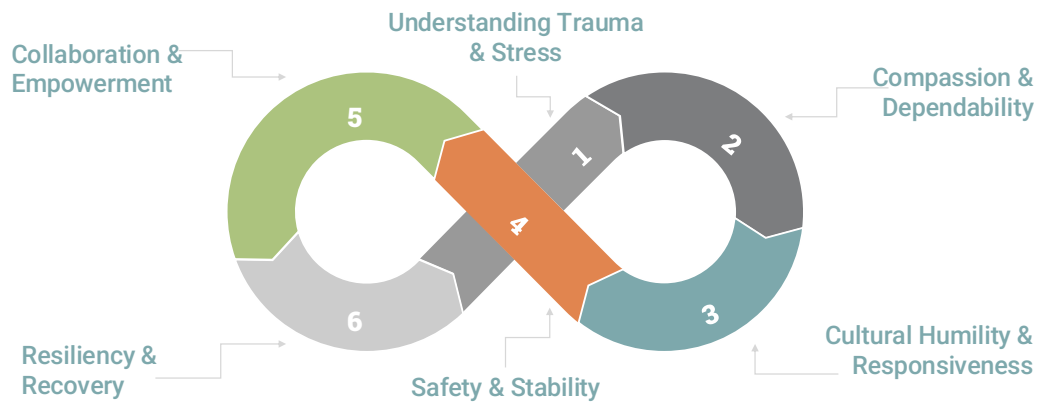 Understanding Trauma
& Stress
Collaboration &
Empowerment
Compassion &
Dependability
5
1
2
4
6
3
Resiliency &
Recovery
Safety & Stability
Cultural Humility &
Responsiveness